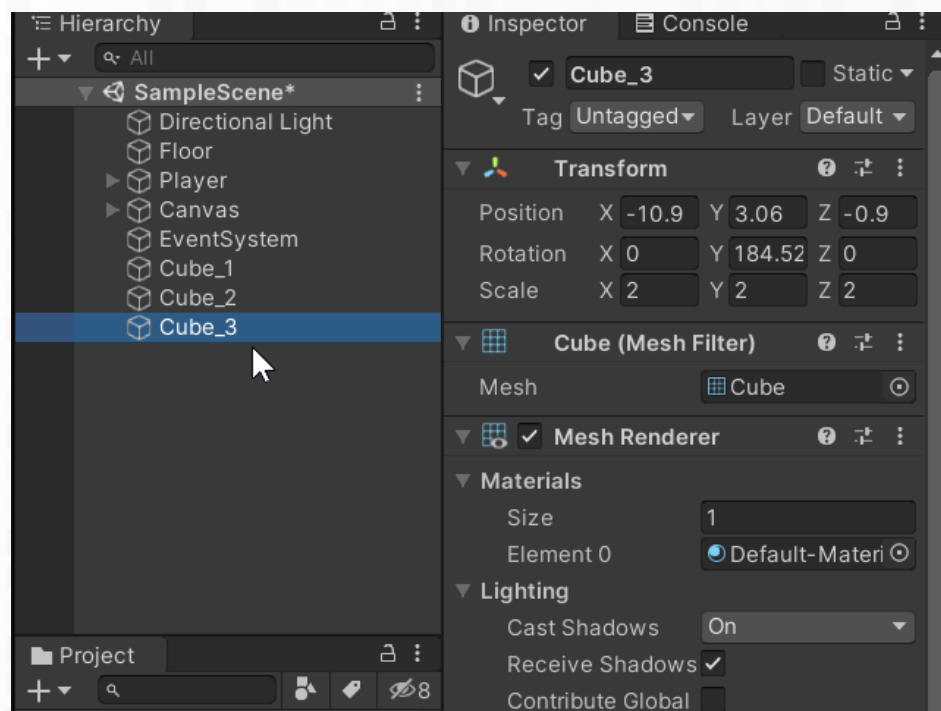 Hierarchy
All
SampleScene*
Directional Light
Floor
Player
Canvas
EventSystem
Cube_1
Cube_2
Cube_3
Project
8
Inspector Console
Cube_3 Static
Tag Untagged Layer Default
Transform
Position X -10.9 Y 3.06 Z -0.9
Rotation X 0 Y 184.52 Z 0
Scale X 2 Y 2 Z 2
Cube (Mesh Filter)
Mesh Cube
Mesh Renderer
Materials
Size 1
Element 0 Default-Materi
Lighting
Cast Shadows On
Receive Shadows
Contribute Global